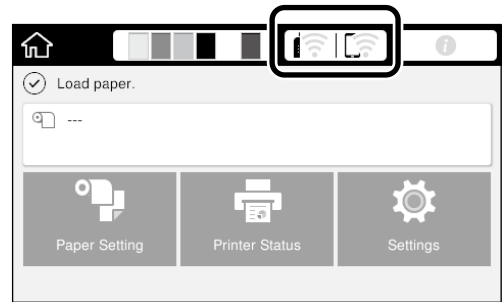 i
Load paper.
---
Paper Setting
Printer Status
Settings